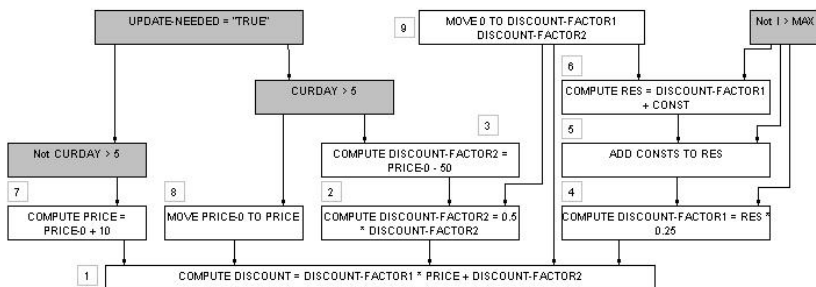 UPDATE-NEEDED = "TRUE"
9
MOVE 0 TO DISCOUNT-FACTOR1
DISCOUNT-FACTOR2
Not I > MAX
6
CURDAY > 5
COMPUTE RES = DISCOUNT-FACTOR1
+ CONST
3
5
Not CURDAY > 5
COMPUTE DISCOUNT-FACTOR2 =
PRICE-0 - 50
ADD CONSTS TO RES
7
8
2
4
COMPUTE PRICE =
PRICE-0 + 10
MOVE PRICE-0 TO PRICE
COMPUTE DISCOUNT-FACTOR2 = 0.5
* DISCOUNT-FACTOR2
COMPUTE DISCOUNT-FACTOR1 = RES *
0.25
1
COMPUTE DISCOUNT = DISCOUNT-FACTOR1 * PRICE + DISCOUNT-FACTOR2